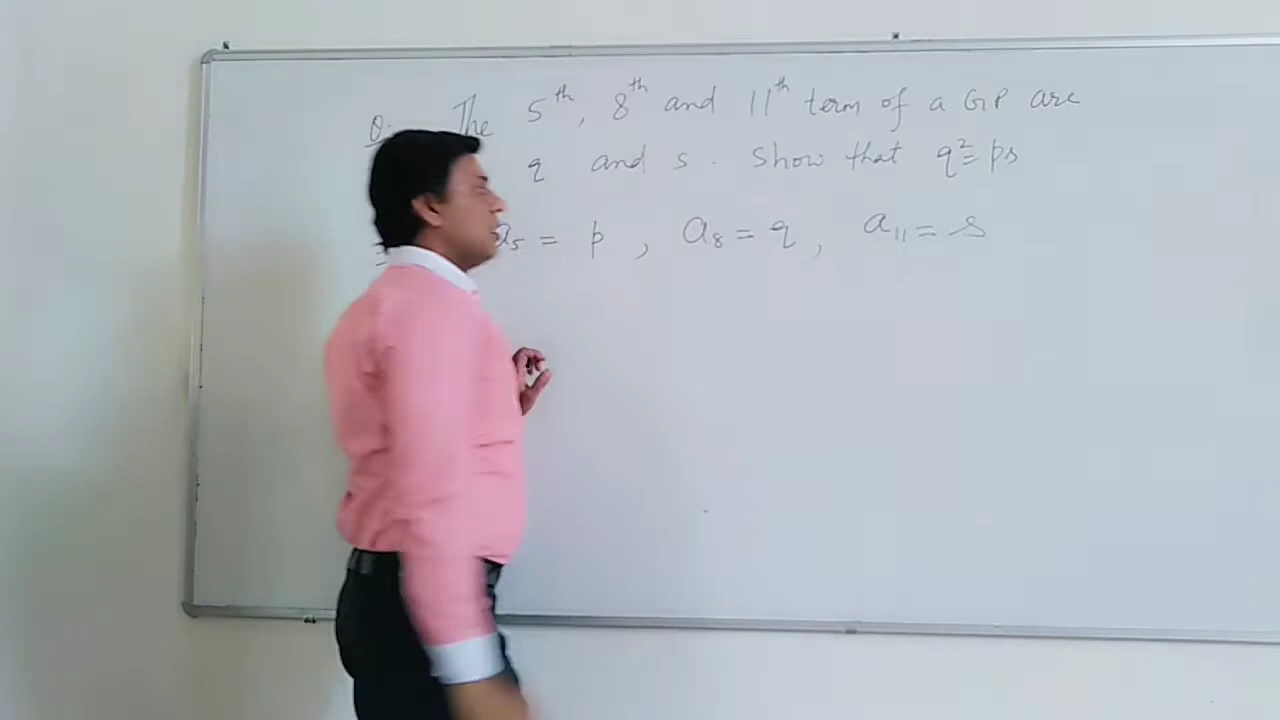 Q. The 5th, 8th and 11th term of a GP are
q and s. Show that q²=ps
a₅ = p, a₈ = q, a₁₁ = s